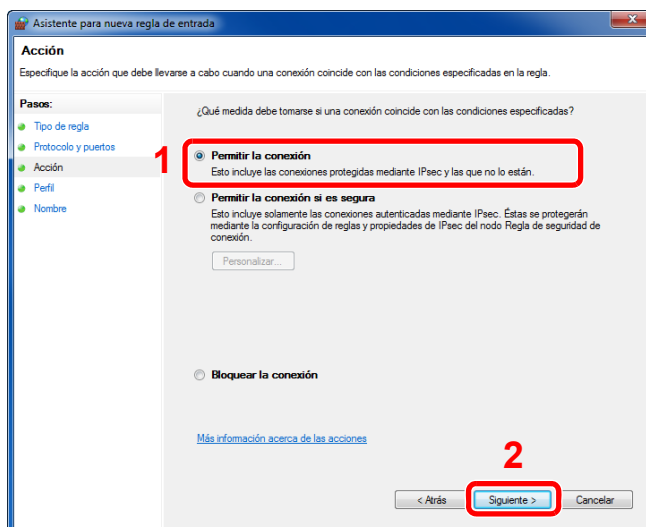 Asistente para nueva regla de entrada
Acción
Especifique la acción que debe llevarse a cabo cuando una conexión coincide con las condiciones especificadas en la regla.
Pasos:
Tipo de regla
Protocolo y puertos
Acción
Perfil
Nombre
¿Qué medida debe tomarse si una conexión coincide con las condiciones especificadas?
1
Permitir la conexión
Esto incluye las conexiones protegidas mediante IPsec y las que no lo están.
Permitir la conexión si es segura
Esto incluye solamente las conexiones autenticadas mediante IPsec. Éstas se protegerán
mediante la configuración de reglas y propiedades de IPsec del nodo Regla de seguridad de
conexión.
Personalizar...
Bloquear la conexión
Más información acerca de las acciones
2
< Atrás
Siguiente >
Cancelar